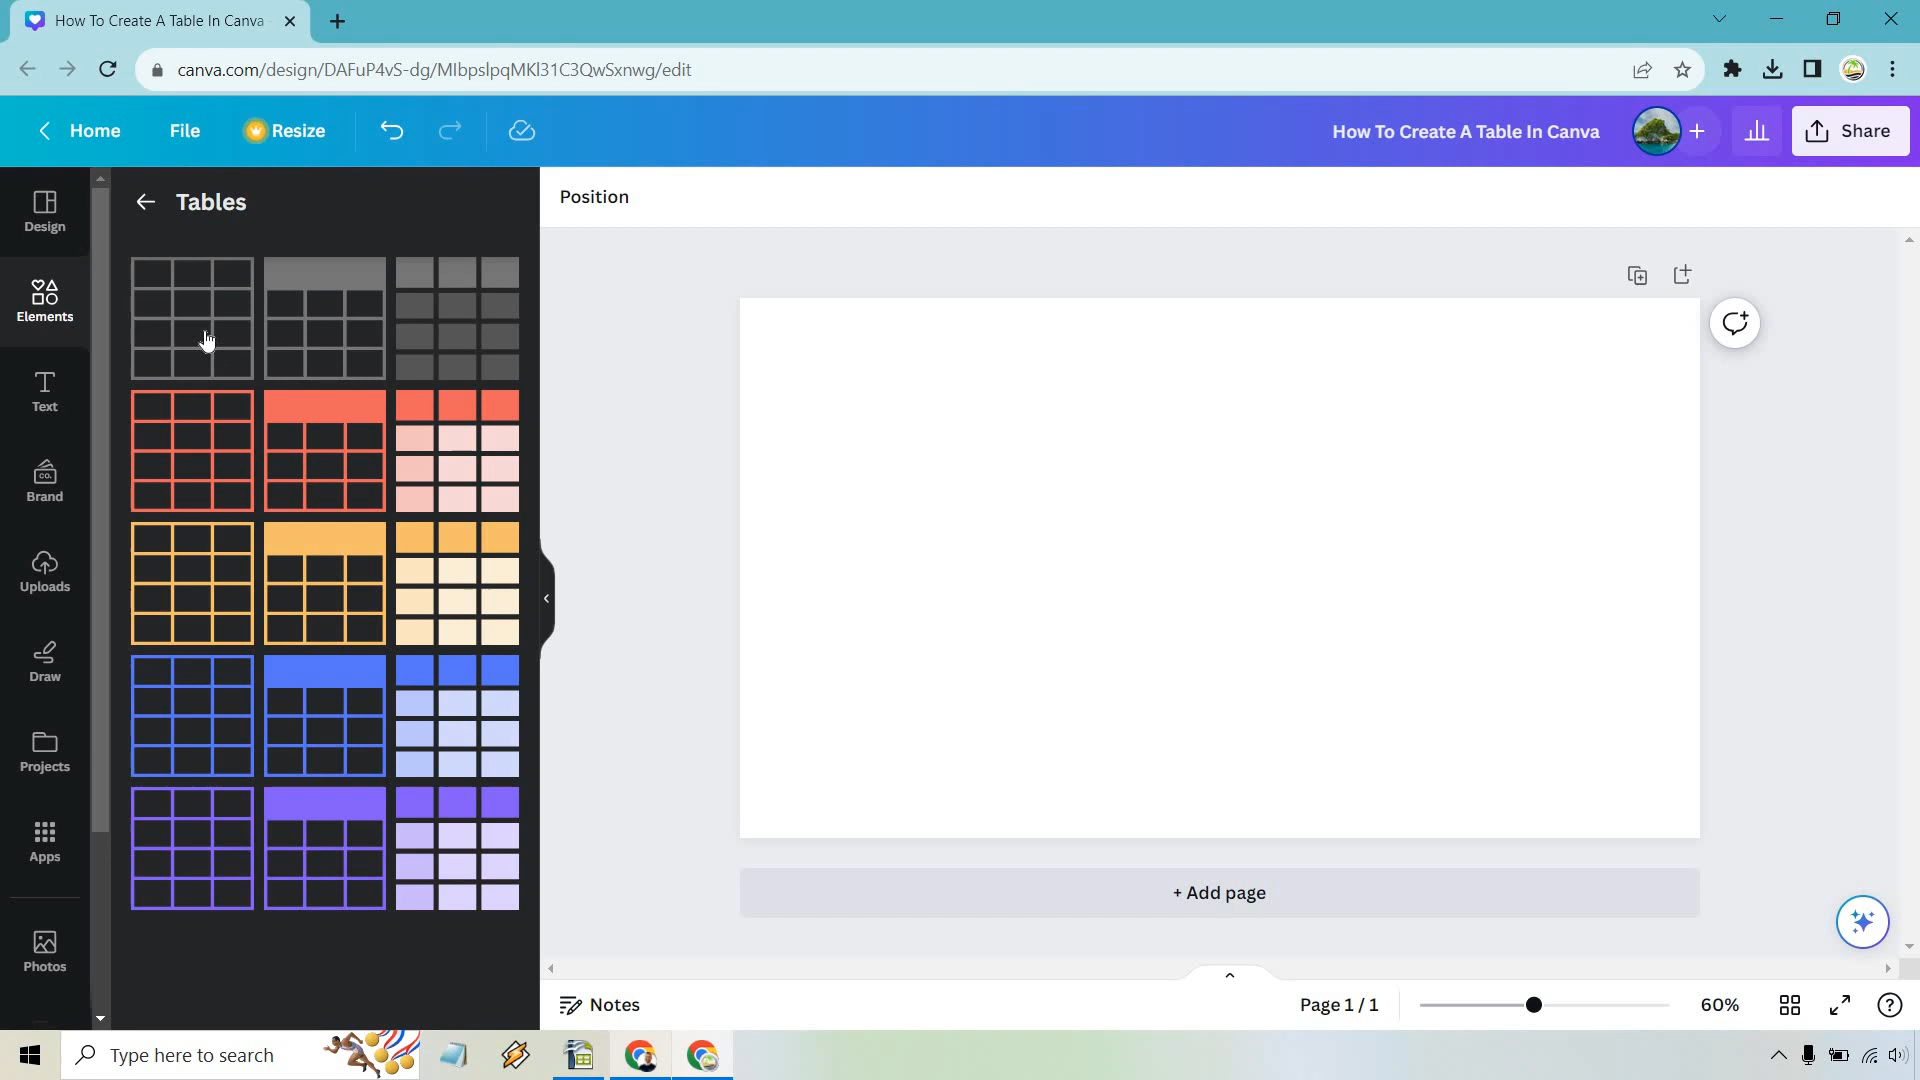 How To Create A Table In Canva
canva.com/design/DAFuP4vS-dg/MIbpslpqMKl31C3QwSxnwg/edit
Home
File
Resize
How To Create A Table In Canva
Share
Design
Elements
Text
Brand
Uploads
Draw
Projects
Apps
Photos
Tables
Position
+ Add page
Notes
Page 1 / 1
60%
Type here to search